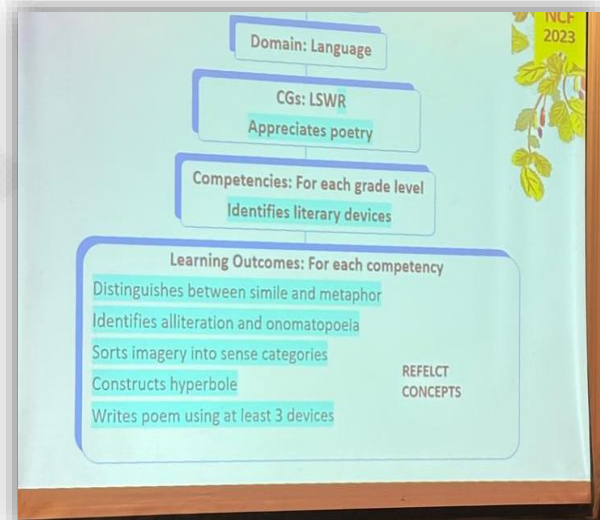 NCF
2023
Domain: Language
CGs: LSWR
Appreciates poetry
Competencies: For each grade level
Identifies literary devices
Learning Outcomes: For each competency
Distinguishes between simile and metaphor
Identifies alliteration and onomatopoeia
Sorts imagery into sense categories
Constructs hyperbole
Writes poem using at least 3 devices
REFELCT
CONCEPTS